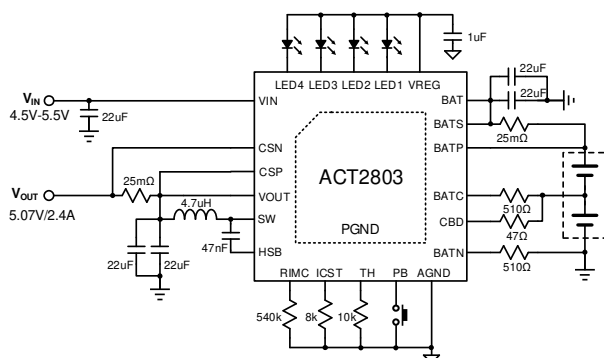 1uF
LED4 LED3 LED2 LED1 VREG
22uF
22uF
V_IN
4.5V-5.5V
22uF
VIN
BAT
BATS
25mΩ
CSN
BATP
CSP
ACT2803
V_OUT
5.07V/2.4A
25mΩ
VOUT
BATC
510Ω
4.7uH
SW
CBD
47Ω
PGND
22uF
22uF
47nF
HSB
BATN
510Ω
RIMC ICST TH PB AGND
540k
8k
10k